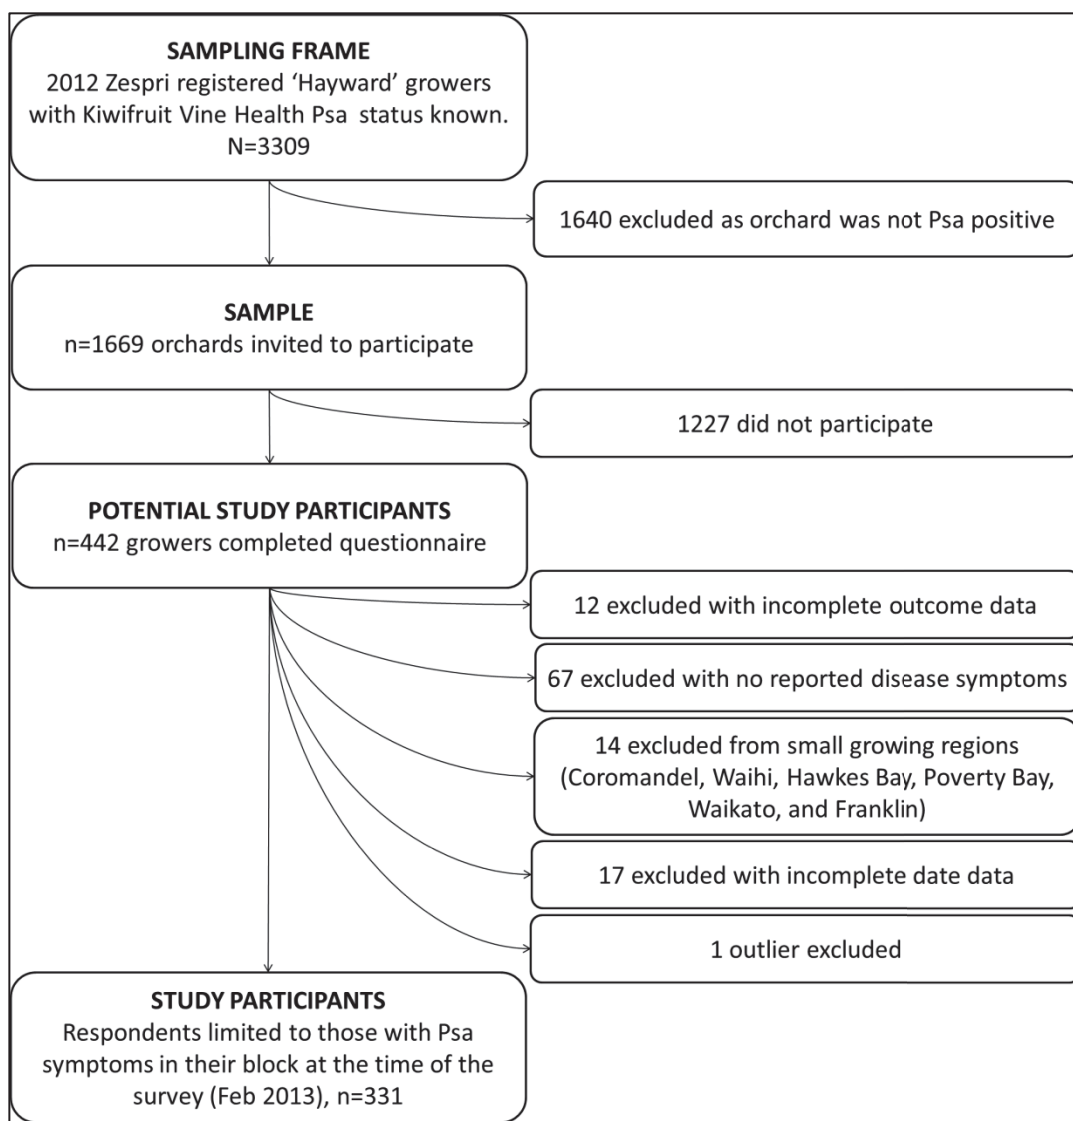 SAMPLING FRAME
2012 Zespri registered ‘Hayward’ growers
with Kiwifruit Vine Health Psa status known.
N=3309
1640 excluded as orchard was not Psa positive
SAMPLE
n=1669 orchards invited to participate
1227 did not participate
POTENTIAL STUDY PARTICIPANTS
n=442 growers completed questionnaire
12 excluded with incomplete outcome data
67 excluded with no reported disease symptoms
14 excluded from small growing regions
(Coromandel, Waihi, Hawkes Bay, Poverty Bay,
Waikato, and Franklin)
17 excluded with incomplete date data
1 outlier excluded
STUDY PARTICIPANTS
Respondents limited to those with Psa
symptoms in their block at the time of the
survey (Feb 2013), n=331